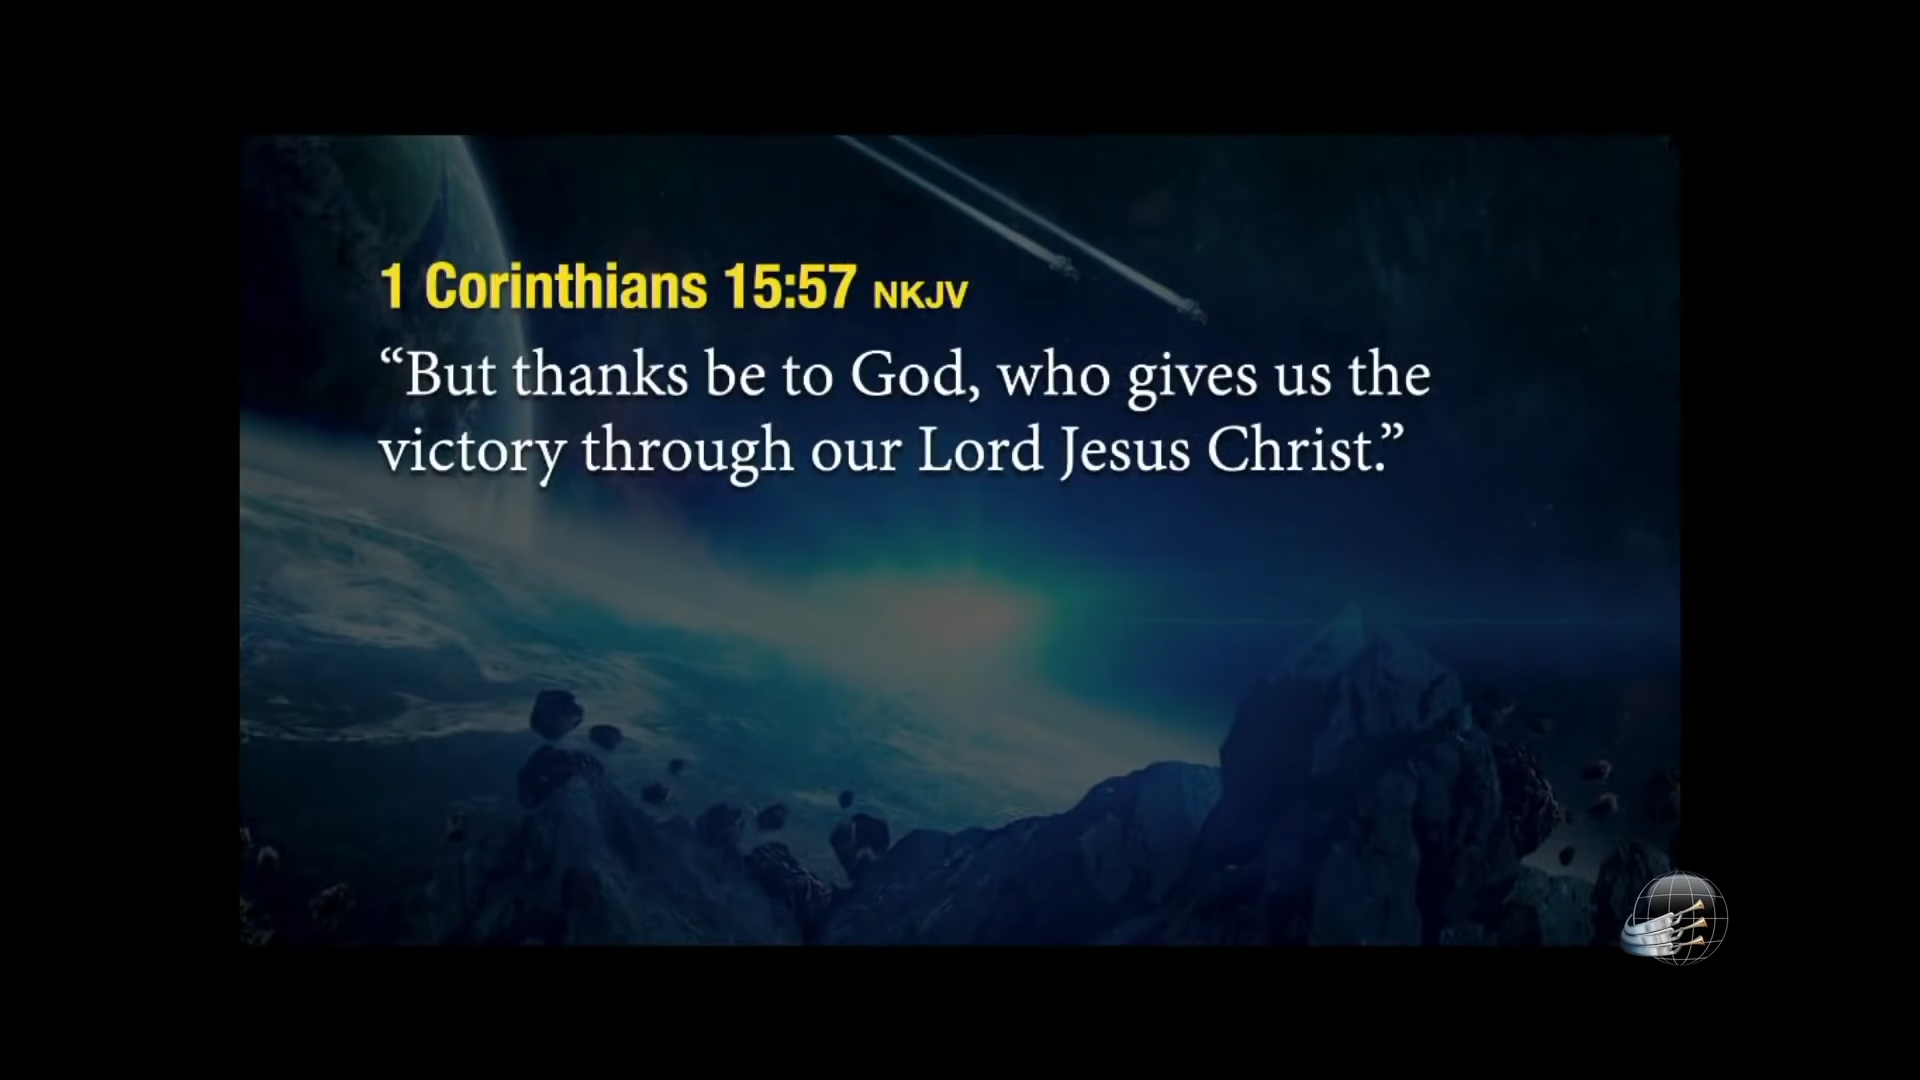 1 Corinthians 15:57 NKJV
“But thanks be to God, who gives us the
victory through our Lord Jesus Christ.”